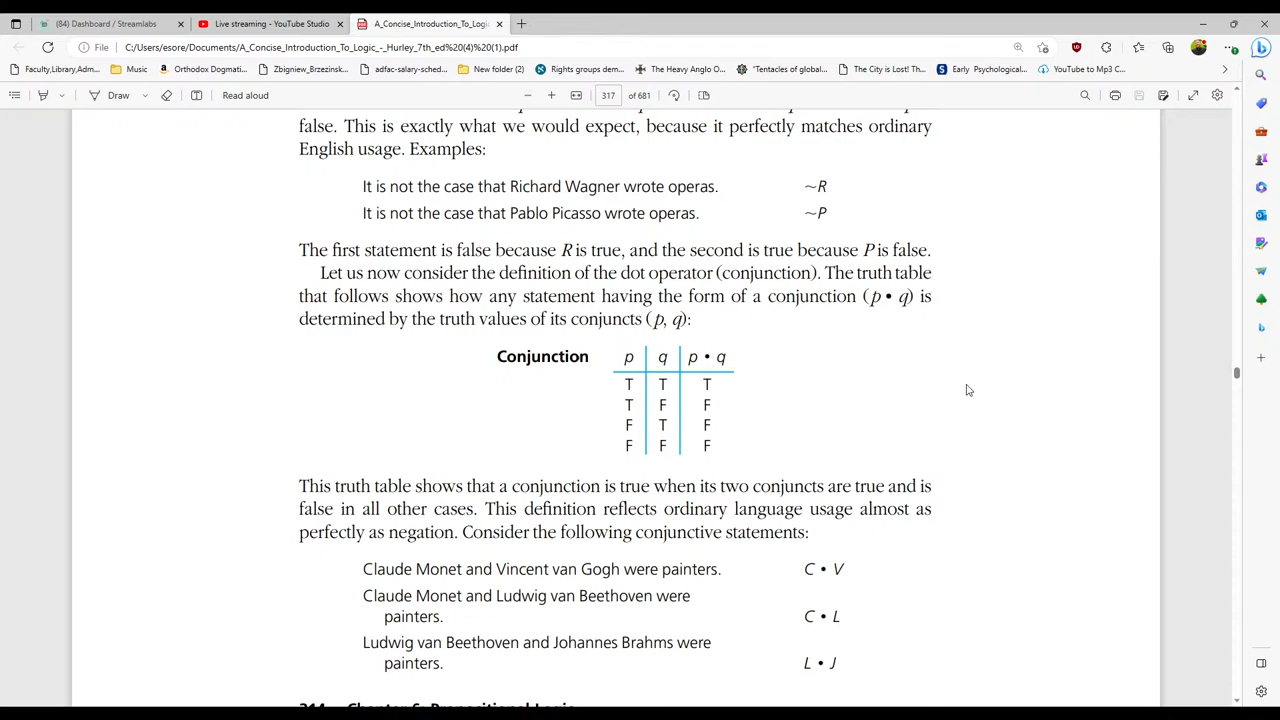 (84) Dashboard / Streamlabs
Live streaming - YouTube Studio
A_Concise_Introduction_To_Logi
File
C:/Users/esore/Documents/A_Concise_Introduction_To_Logic_-_Hurley_7th_ed%20(4)%20(1).pdf
Faculty,Library,Adm...
Music
Orthodox Dogmati...
Zbigniew_Brzezinsk...
adfac-salary-sched...
New folder (2)
Rights groups dem...
The Heavy Anglo O...
"Tentacles of global...
The City is Lost! Th...
Early Psychological...
YouTube to Mp3 C...
Draw
Read aloud
317 of 681
false. This is exactly what we would expect, because it perfectly matches ordinary
English usage. Examples:
It is not the case that Richard Wagner wrote operas. ~R
It is not the case that Pablo Picasso wrote operas. ~P
The first statement is false because R is true, and the second is true because P is false.
Let us now consider the definition of the dot operator (conjunction). The truth table
that follows shows how any statement having the form of a conjunction (p • q) is
determined by the truth values of its conjuncts (p, q):
Conjunction p q p • q
T T T
T F F
F T F
F F F
This truth table shows that a conjunction is true when its two conjuncts are true and is
false in all other cases. This definition reflects ordinary language usage almost as
perfectly as negation. Consider the following conjunctive statements:
Claude Monet and Vincent van Gogh were painters. C • V
Claude Monet and Ludwig van Beethoven were
painters. C • L
Ludwig van Beethoven and Johannes Brahms were
painters. L • J
314 Chapter 6: Propositional Logic